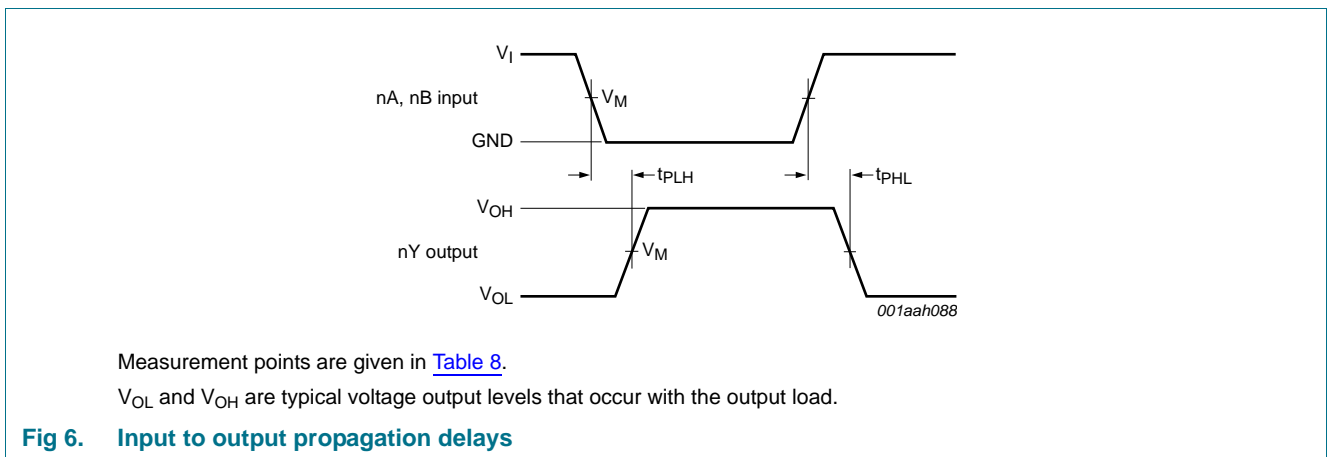 VI
nA, nB input
VM
GND
tPLH
tPHL
VOH
nY output
VM
VOL
001aah088
Measurement points are given in Table 8.
VOL and VOH are typical voltage output levels that occur with the output load.
Fig 6. Input to output propagation delays